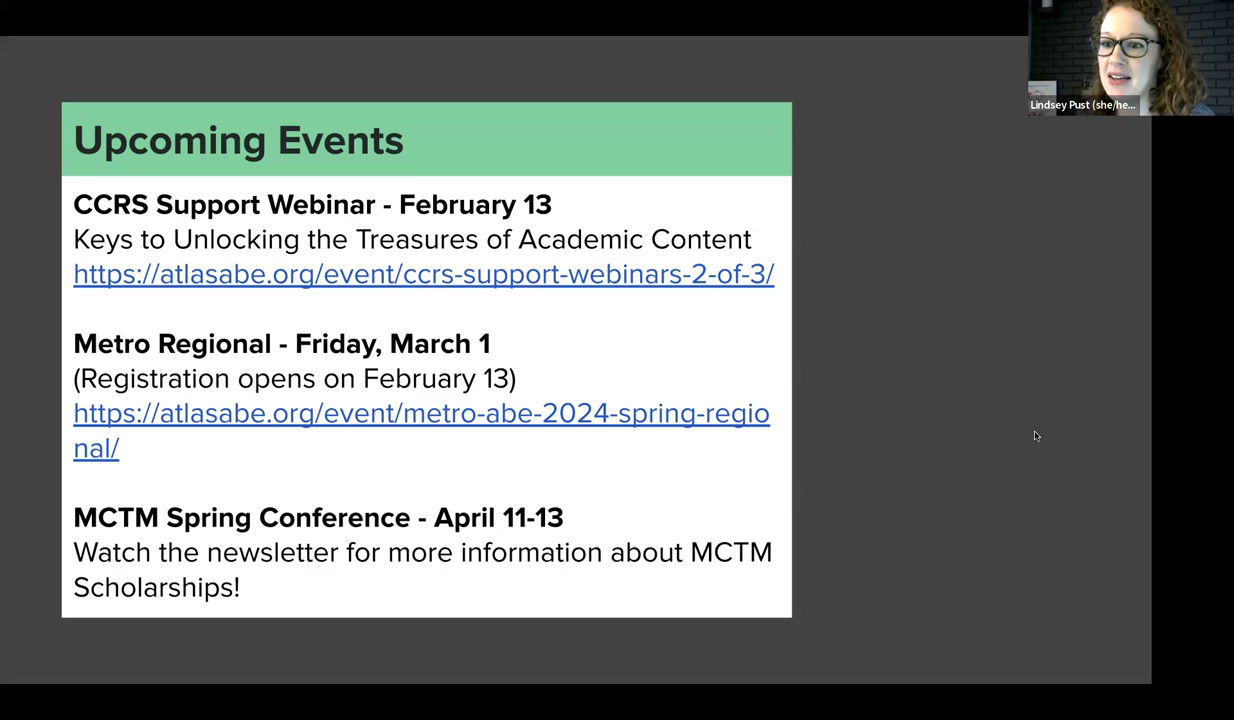 Lindsey Pust (she/he...
Upcoming Events
CCRS Support Webinar - February 13
Keys to Unlocking the Treasures of Academic Content
https://atlasabe.org/event/ccrs-support-webinars-2-of-3/
Metro Regional - Friday, March 1
(Registration opens on February 13)
https://atlasabe.org/event/metro-abe-2024-spring-regio
nal/
MCTM Spring Conference - April 11-13
Watch the newsletter for more information about MCTM
Scholarships!